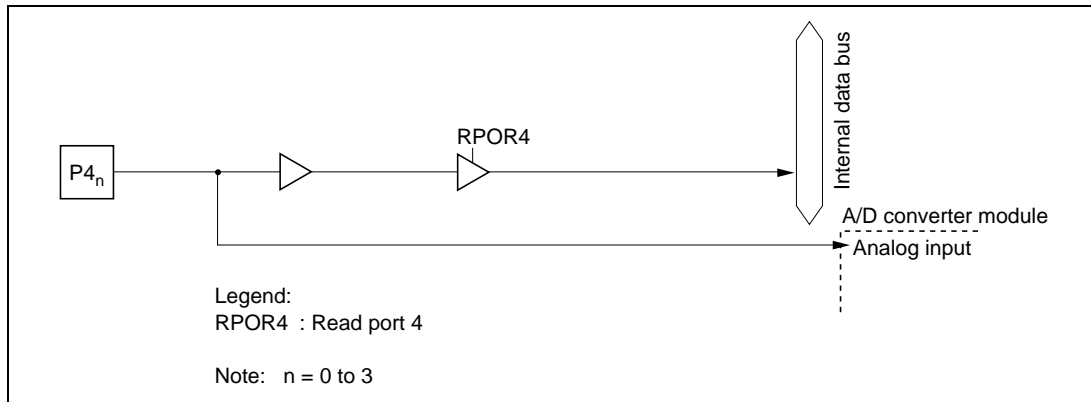 RPOR4
P4n
Internal data bus
A/D converter module
Analog input
Legend:
RPOR4 : Read port 4
Note: n = 0 to 3